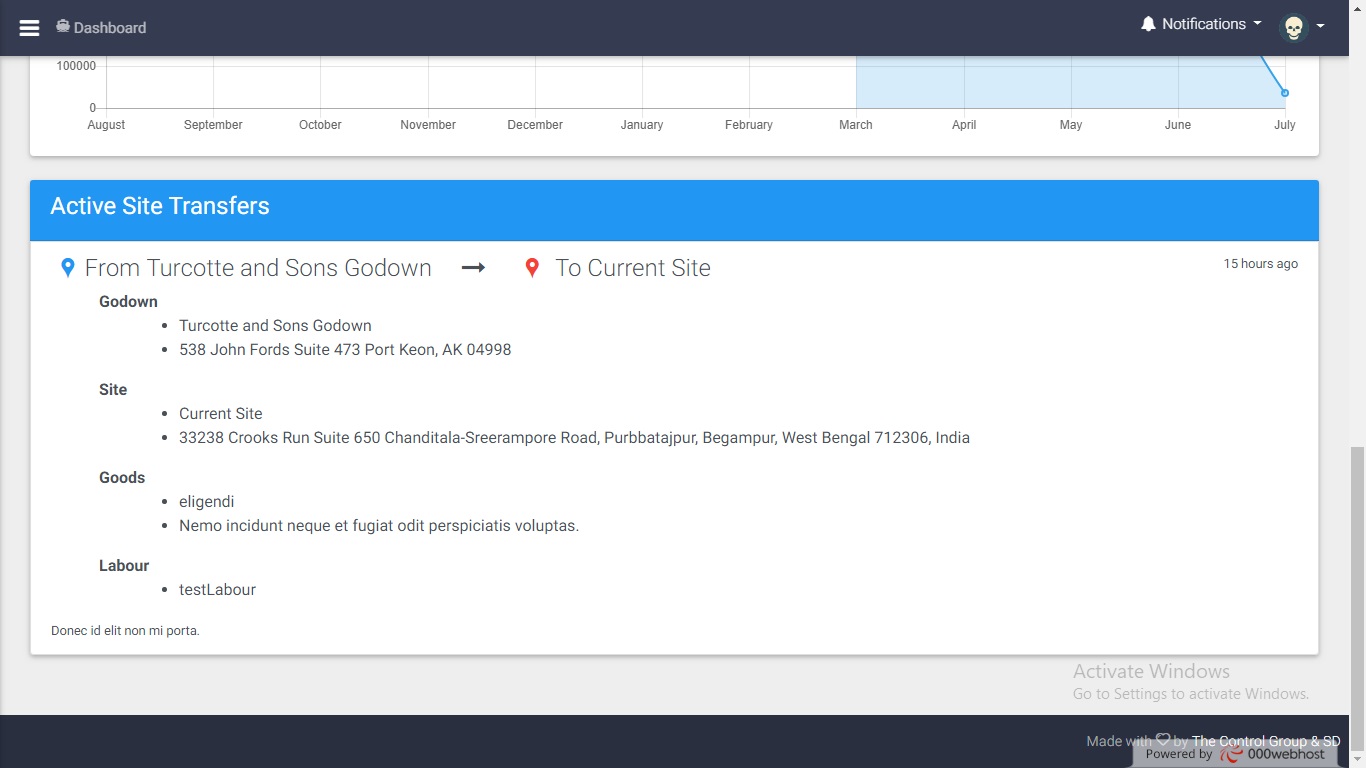 Dashboard
Notifications
100000
0
August September October November December January February March April May June July
Active Site Transfers
From Turcotte and Sons Godown To Current Site 15 hours ago
Godown
Turcotte and Sons Godown
538 John Fords Suite 473 Port Keon, AK 04998
Site
Current Site
33238 Crooks Run Suite 650 Chanditala-Sreerampore Road, Purbbatajpur, Begampur, West Bengal 712306, India
Goods
eligendi
Nemo incidunt neque et fugiat odit perspiciatis voluptas.
Labour
testLabour
Donec id elit non mi porta.
Activate Windows
Go to Settings to activate Windows.
Made with by The Control Group & SD
Powered by 000webhost